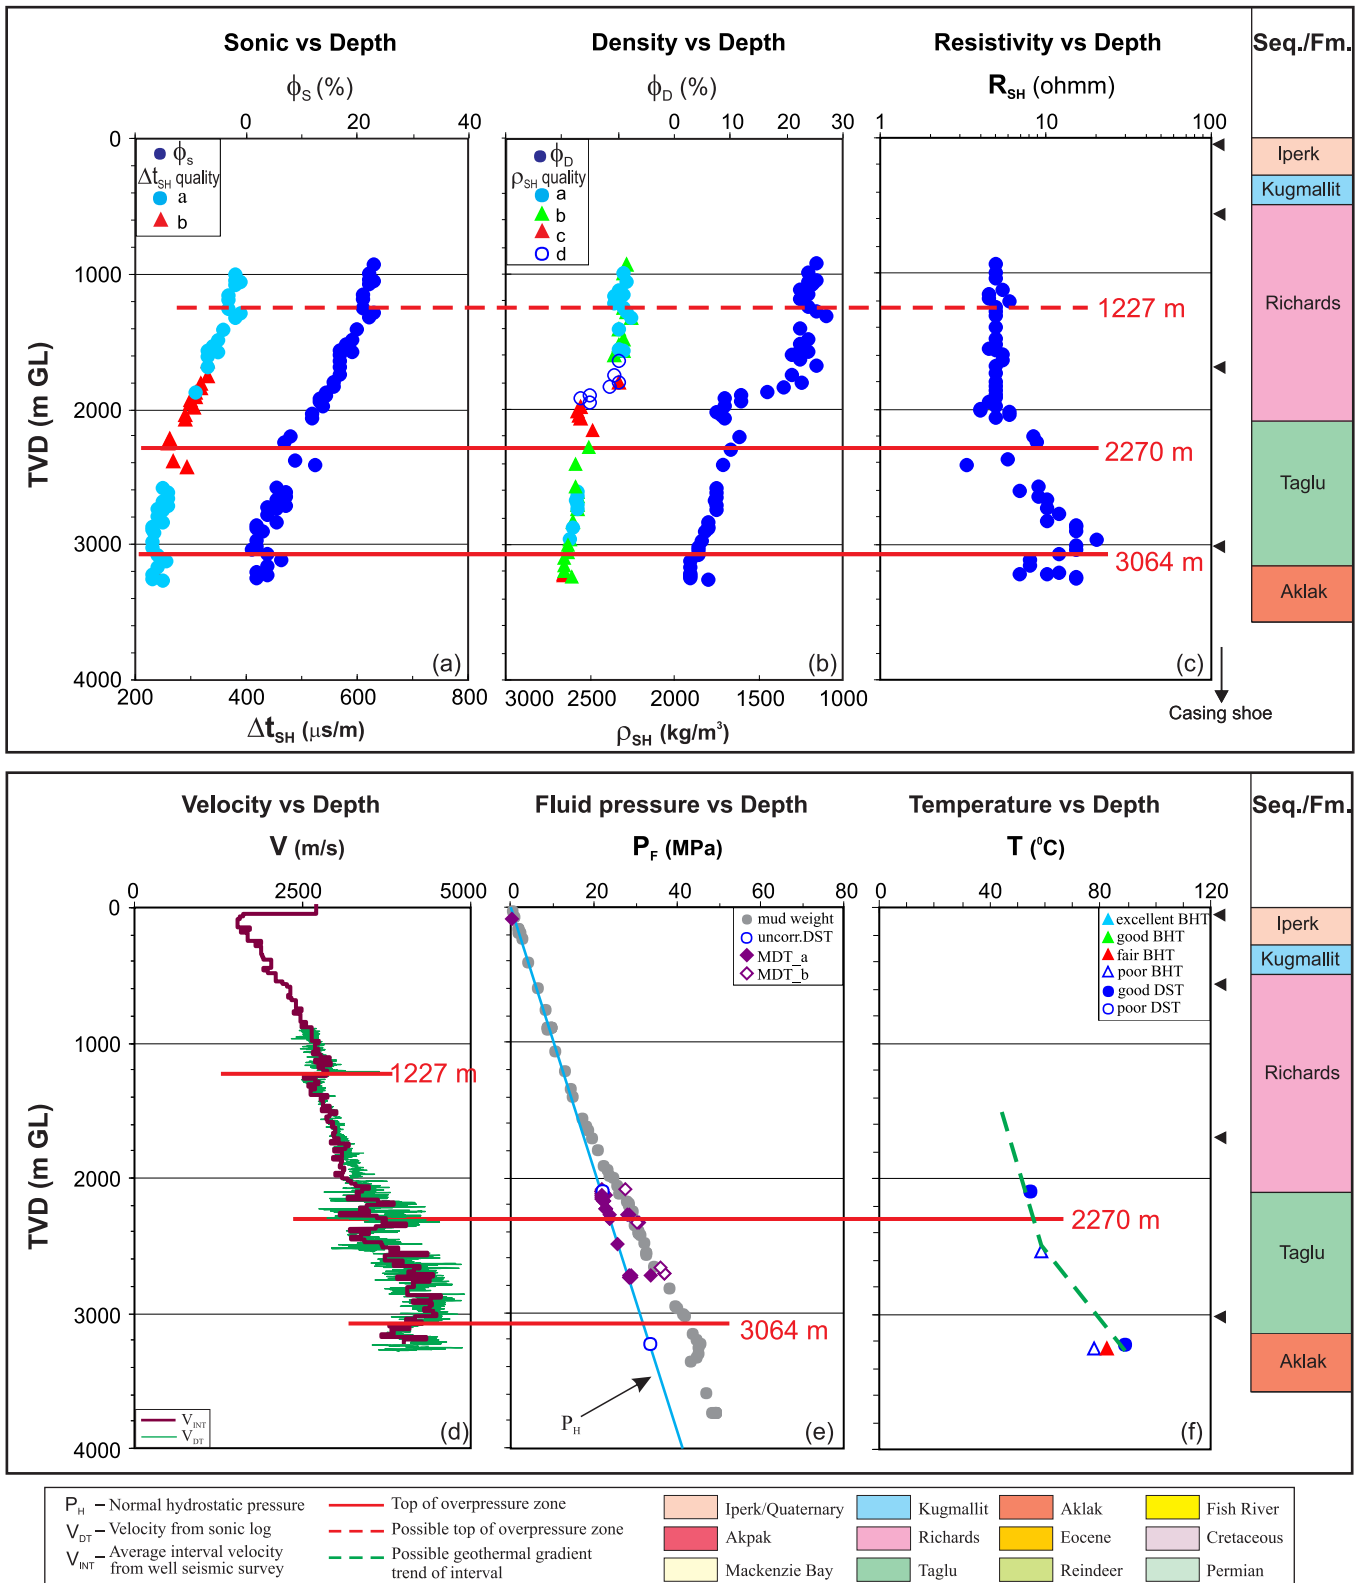 Sonic vs Depth
Density vs Depth
Resistivity vs Depth
Seq./Fm.
ϕS (%)
ϕD (%)
RSH (ohmm)
0 20 40
0 10 20 30
1 10 100
ϕs
ΔtSH quality
a
b
ϕD
ρSH quality
a
b
c
d
0
1000
2000
3000
4000
TVD (m GL)
1227 m
2270 m
3064 m
(a)
(b)
(c)
200 400 600 800
3000 2500 2000 1500 1000
ΔtSH (μs/m)
ρSH (kg/m³)
Casing shoe
Iperk
Kugmallit
Richards
Taglu
Aklak
Velocity vs Depth
Fluid pressure vs Depth
Temperature vs Depth
Seq./Fm.
V (m/s)
PF (MPa)
T (⁰C)
0 2500 5000
0 20 40 60 80
0 40 80 120
mud weight
uncorr.DST
MDT_a
MDT_b
excellent BHT
good BHT
fair BHT
poor BHT
good DST
poor DST
0
1000
2000
3000
4000
TVD (m GL)
1227 m
2270 m
3064 m
PH
VINT
VDT
(d)
(e)
(f)
Iperk
Kugmallit
Richards
Taglu
Aklak
PH – Normal hydrostatic pressure
VDT – Velocity from sonic log
VINT – Average interval velocity
from well seismic survey
Top of overpressure zone
Possible top of overpressure zone
Possible geothermal gradient
trend of interval
Iperk/Quaternary
Kugmallit
Aklak
Fish River
Akpak
Richards
Eocene
Cretaceous
Mackenzie Bay
Taglu
Reindeer
Permian